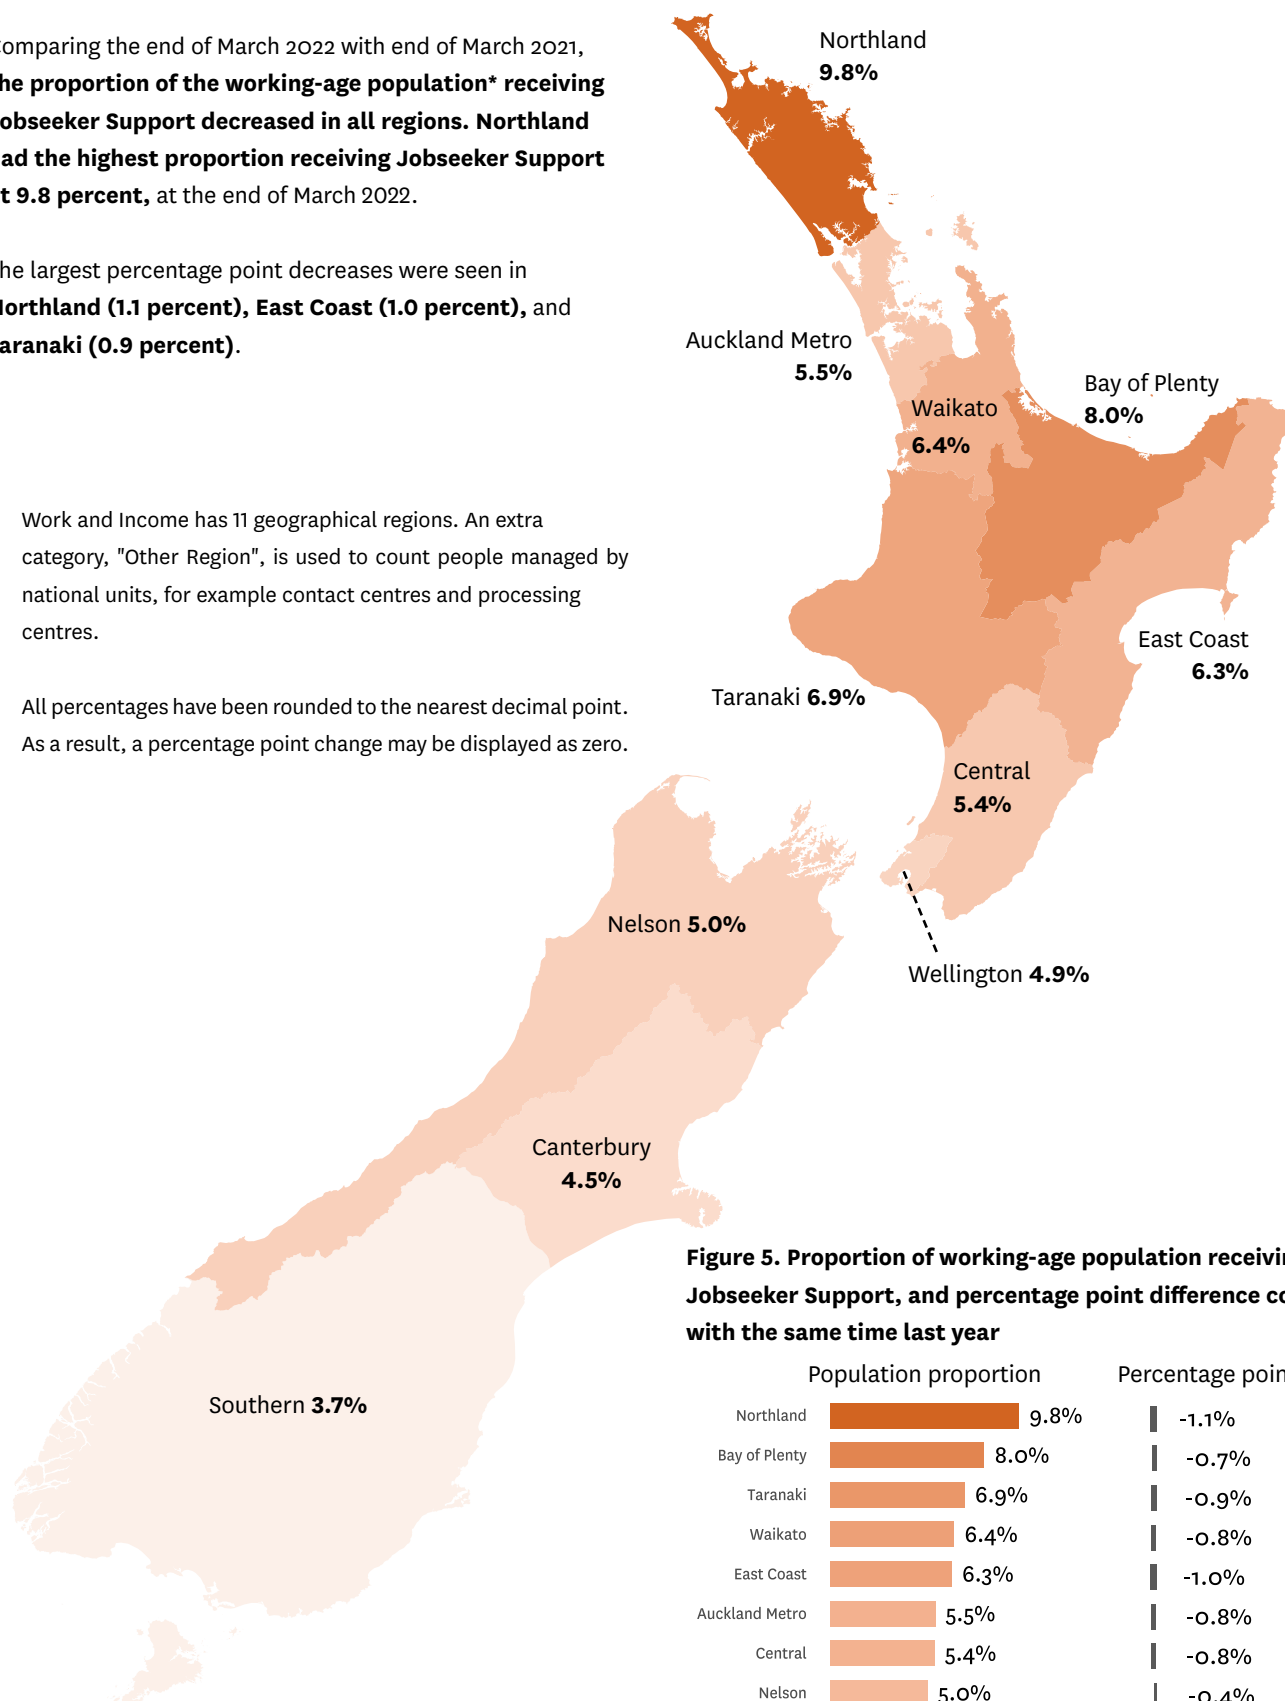 omparing the end of March 2022 with end of March 2021,
he proportion of the working-age population* receiving
obseeker Support decreased in all regions. Northland
ad the highest proportion receiving Jobseeker Support
t 9.8 percent, at the end of March 2022.
he largest percentage point decreases were seen in
orthland (1.1 percent), East Coast (1.0 percent), and
aranaki (0.9 percent).
Work and Income has 11 geographical regions. An extra
category, "Other Region", is used to count people managed by
national units, for example contact centres and processing
centres.
All percentages have been rounded to the nearest decimal point.
As a result, a percentage point change may be displayed as zero.
Northland
9.8%
Auckland Metro
5.5%
Waikato
6.4%
Bay of Plenty
8.0%
East Coast
6.3%
Taranaki 6.9%
Central
5.4%
Nelson 5.0%
Wellington 4.9%
Canterbury
4.5%
Southern 3.7%
Figure 5. Proportion of working-age population receivin
Jobseeker Support, and percentage point difference co
with the same time last year
Population proportion Percentage poin
Northland 9.8% -1.1%
Bay of Plenty 8.0% -0.7%
Taranaki 6.9% -0.9%
Waikato 6.4% -0.8%
East Coast 6.3% -1.0%
Auckland Metro 5.5% -0.8%
Central 5.4% -0.8%
Nelson 5.0% -0.4%